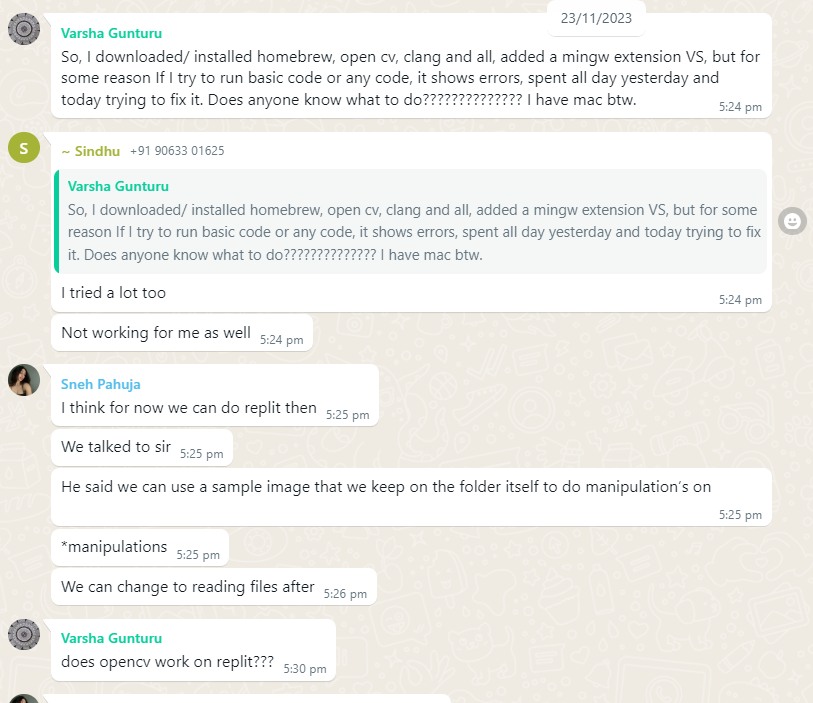 23/11/2023
Varsha Gunturu
So, I downloaded/ installed homebrew, open cv, clang and all, added a mingw extension VS, but for
some reason If I try to run basic code or any code, it shows errors, spent all day yesterday and
today trying to fix it. Does anyone know what to do?????????????? I have mac btw.
5:24 pm
S
~ Sindhu +91 90633 01625
Varsha Gunturu
So, I downloaded/ installed homebrew, open cv, clang and all, added a mingw extension VS, but for some
reason If I try to run basic code or any code, it shows errors, spent all day yesterday and today trying to fix
it. Does anyone know what to do?????????????? I have mac btw.
I tried a lot too
5:24 pm
Not working for me as well 5:24 pm
Sneh Pahuja
I think for now we can do replit then 5:25 pm
We talked to sir 5:25 pm
He said we can use a sample image that we keep on the folder itself to do manipulation’s on
5:25 pm
*manipulations 5:25 pm
We can change to reading files after 5:26 pm
Varsha Gunturu
does opencv work on replit??? 5:30 pm